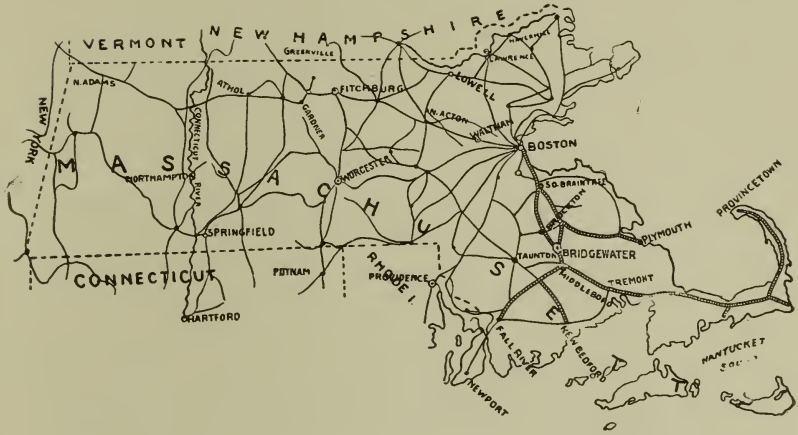 VERMONT
NEW HAMPSHIRE
GREENVILLE
HAVERHILL
LAWRENCE
LOWELL
N. ADAMS
ATHOL
FITCHBURG
GARDNER
N. ACTON
WALTHAM
BOSTON
NEW YORK
CONNECTICUT RIVER
MASSACHUSETTS
NORTHAMPTON
WORCESTER
SO. BRAINTREE
BROCKTON
PROVINCETOWN
SPRINGFIELD
PLYMOUTH
BRIDGEWATER
TAUNTON
CONNECTICUT
PUTNAM
RHODE I.
PROVIDENCE
MIDDLEBORO
TREMONT
HARTFORD
FALL RIVER
NEW BEDFORD
NEWPORT
NANTUCKET